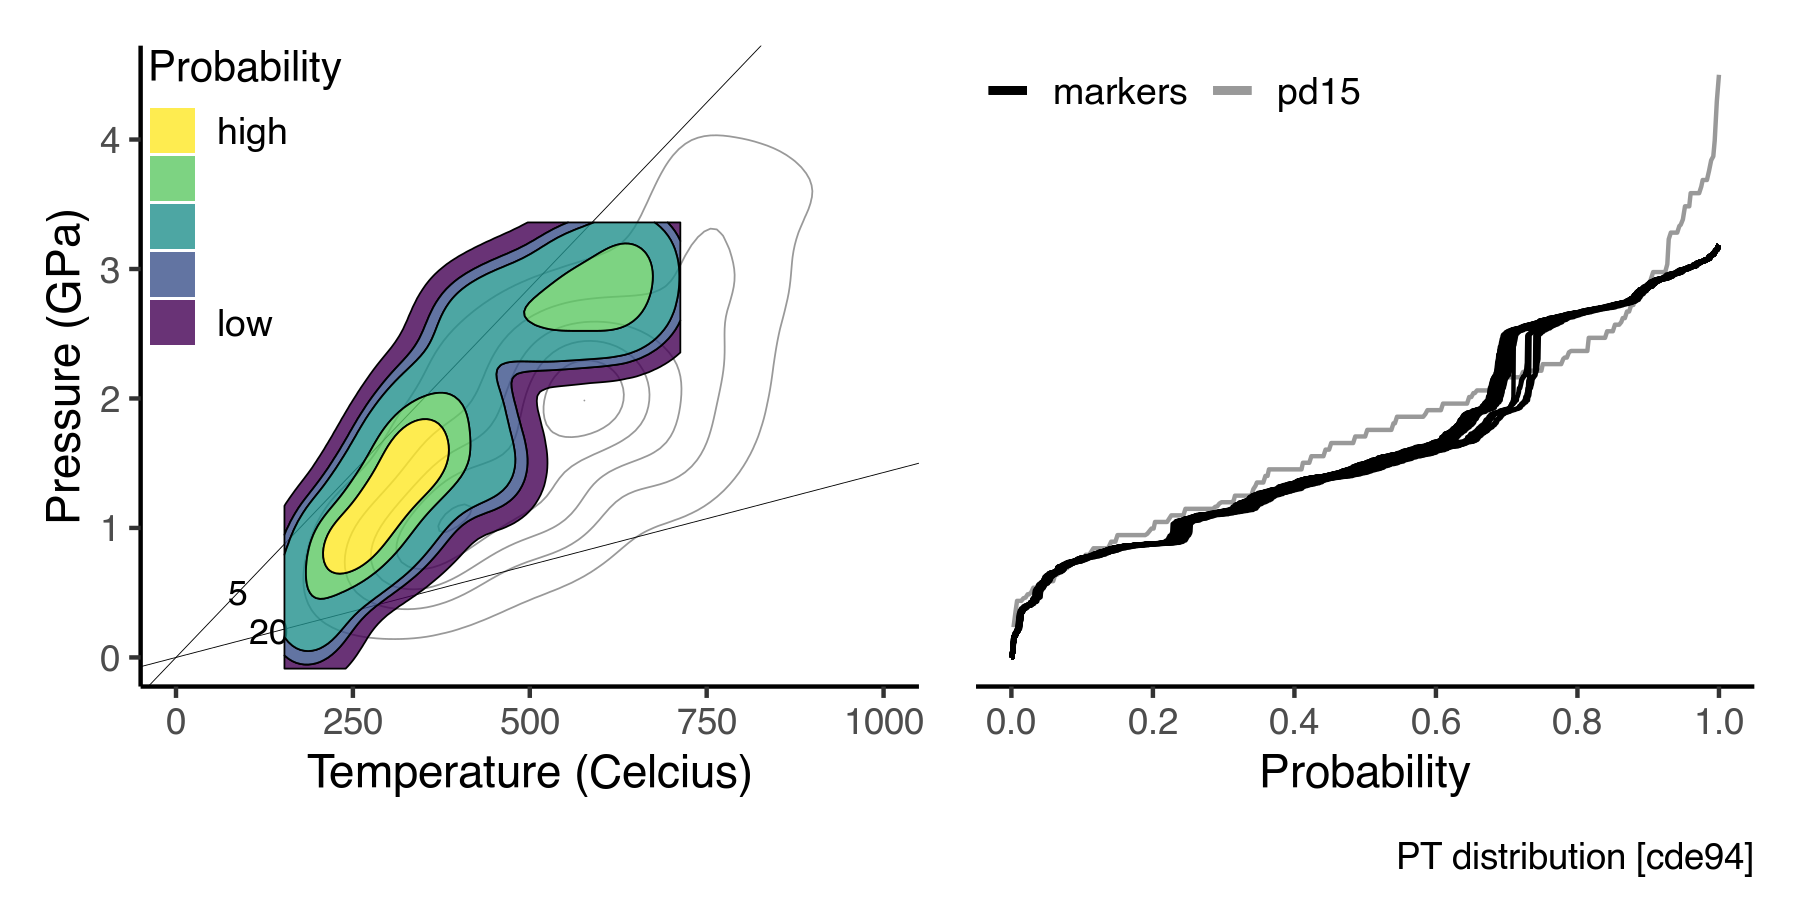 Probability
high
low
4
3
2
1
0
Pressure (GPa)
5
20
0 250 500 750 1000
Temperature (Celcius)
markers pd15
0.0 0.2 0.4 0.6 0.8 1.0
Probability
PT distribution [cde94]